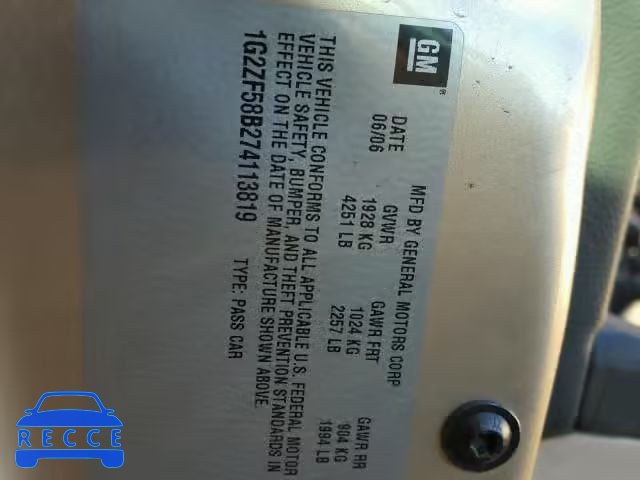 GM
®
MFD BY GENERAL MOTORS CORP
DATE GVWR GAWR FRT GAWR RR
06/06 1928 KG 1024 KG 904 KG
4251 LB 2257 LB 1994 LB
THIS VEHICLE CONFORMS TO ALL APPLICABLE U.S. FEDERAL MOTOR
VEHICLE SAFETY, BUMPER, AND THEFT PREVENTION STANDARDS IN
EFFECT ON THE DATE OF MANUFACTURE SHOWN ABOVE.
1G2ZF58B274113819 TYPE: PASS CAR
RECCE